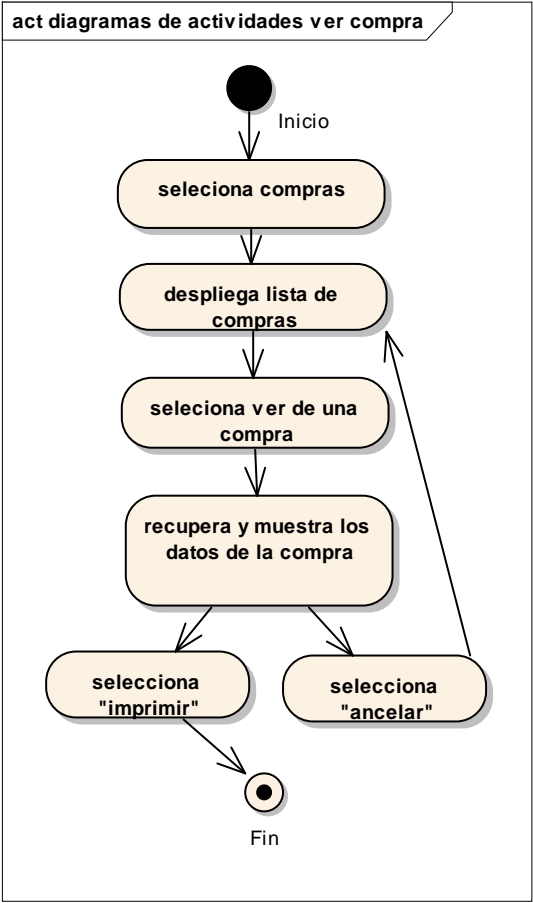 act diagramas de actividades ver compra
Inicio
seleciona compras
despliega lista de
compras
seleciona ver de una
compra
recupera y muestra los
datos de la compra
selecciona
"imprimir"
selecciona
"ancelar"
Fin